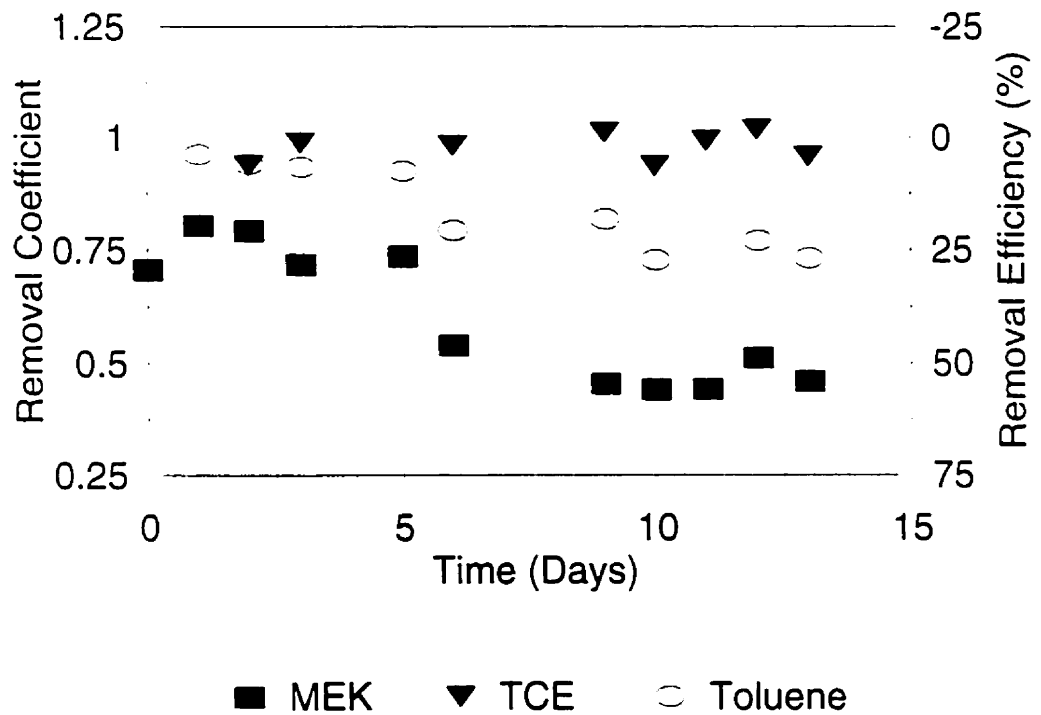 1.25
-25
1
0
0.75
25
0.5
50
0.25
75
Removal Coefficient
Removal Efficiency (%)
0
5
10
15
Time (Days)
MEK
TCE
Toluene